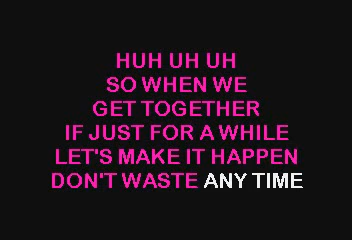 HUH UH UH
SO WHEN WE
GET TOGETHER
IF JUST FOR A WHILE
LET'S MAKE IT HAPPEN
DON'T WASTE ANY TIME